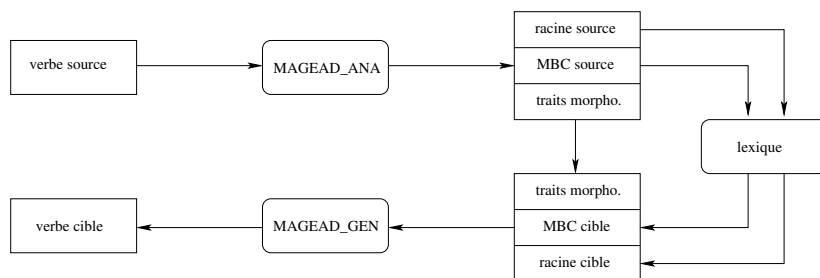 racine source
verbe source
MAGEAD_ANA
MBC source
traits morpho.
lexique
traits morpho.
verbe cible
MAGEAD_GEN
MBC cible
racine cible